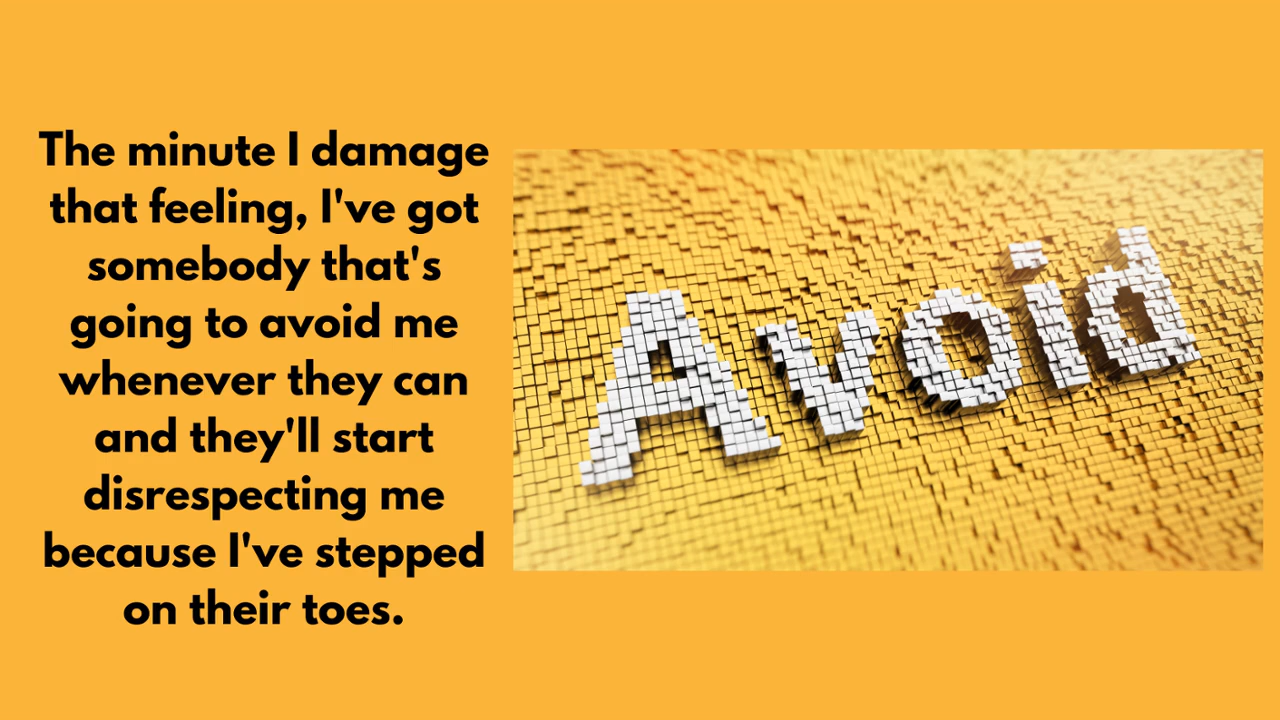 The minute I damage
that feeling, I've got
somebody that's
going to avoid me
whenever they can
and they'll start
disrespecting me
because I've stepped
on their toes.
Avoid